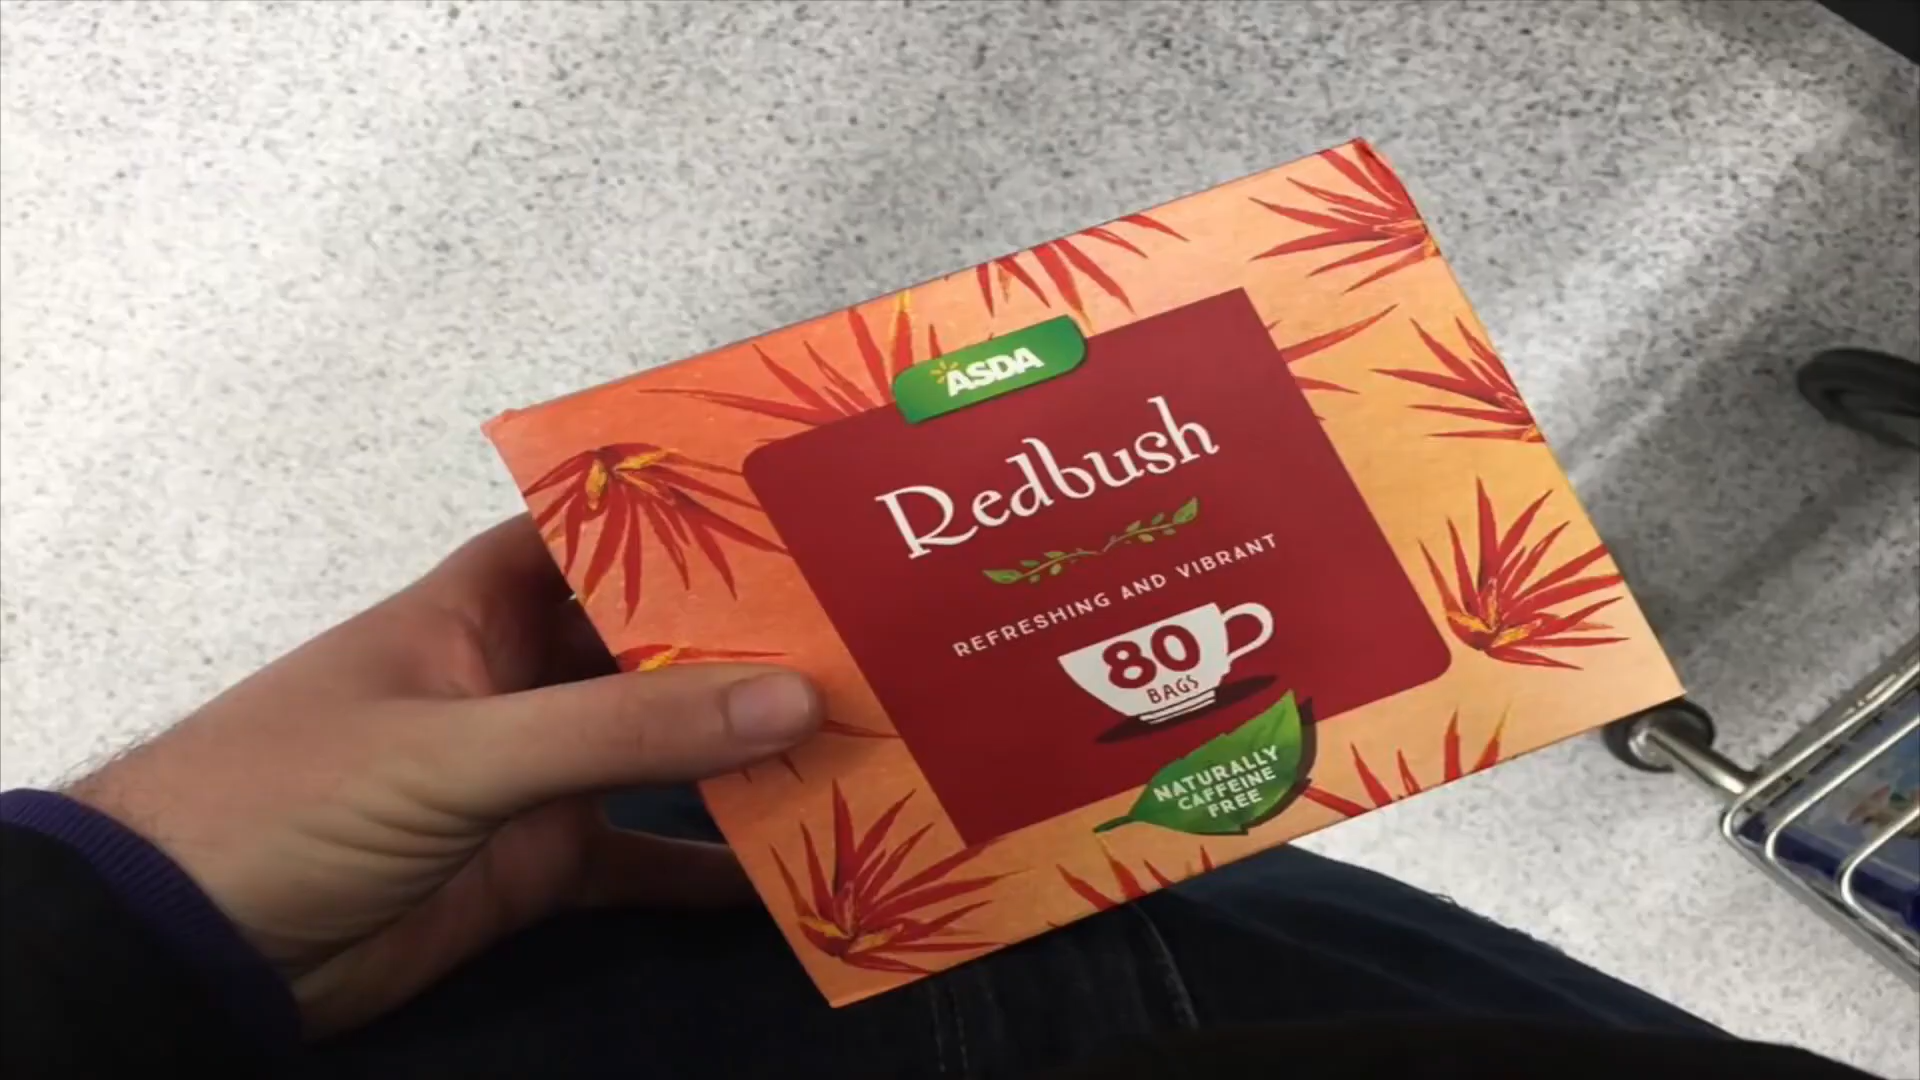 ASDA
Redbush
REFRESHING AND VIBRANT
80
BAGS
NATURALLY
CAFFEINE
FREE